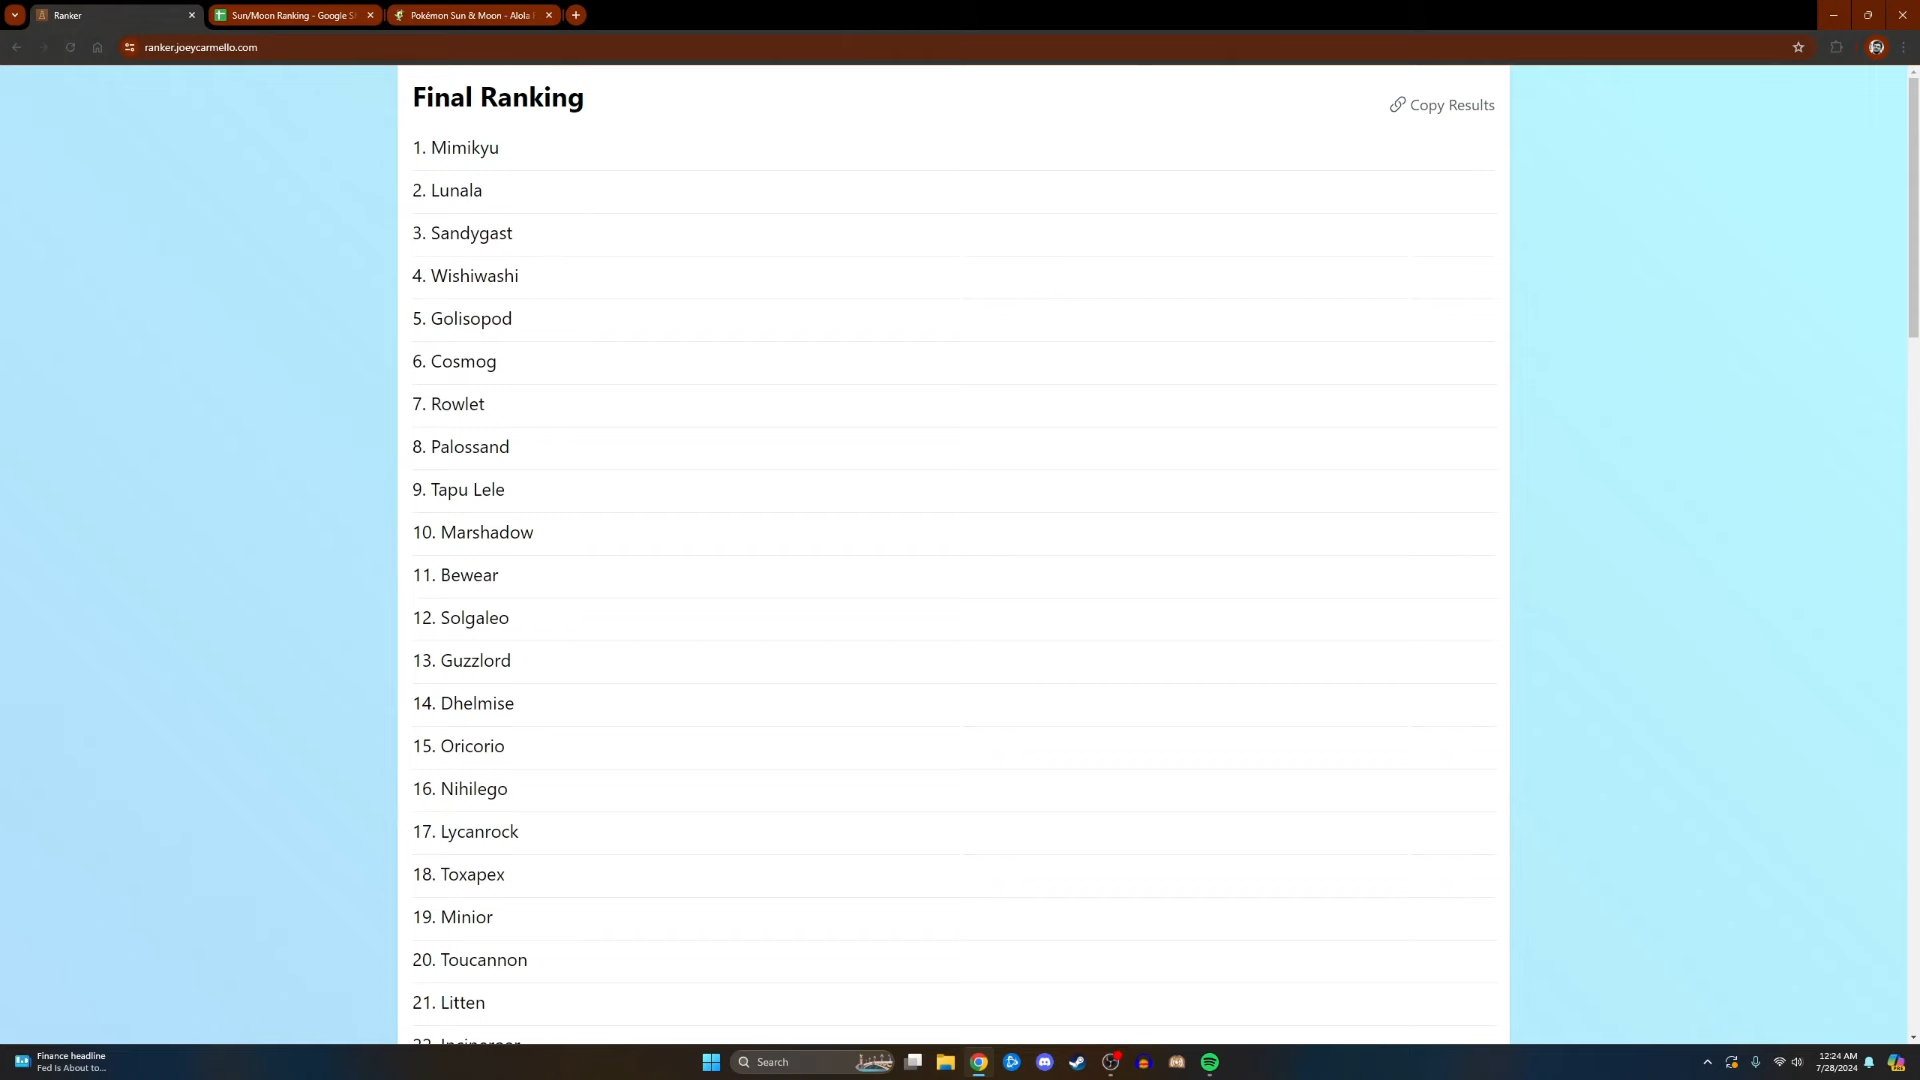 Ranker
Sun/Moon Ranking - Google S
Pokémon Sun & Moon - Alola
ranker.joeycarmello.com
Final Ranking
Copy Results
1. Mimikyu
2. Lunala
3. Sandygast
4. Wishiwashi
5. Golisopod
6. Cosmog
7. Rowlet
8. Palossand
9. Tapu Lele
10. Marshadow
11. Bewear
12. Solgaleo
13. Guzzlord
14. Dhelmise
15. Oricorio
16. Nihilego
17. Lycanrock
18. Toxapex
19. Minior
20. Toucannon
21. Litten
Finance headline
Fed Is About to...
Search
12:24 AM
7/28/2024